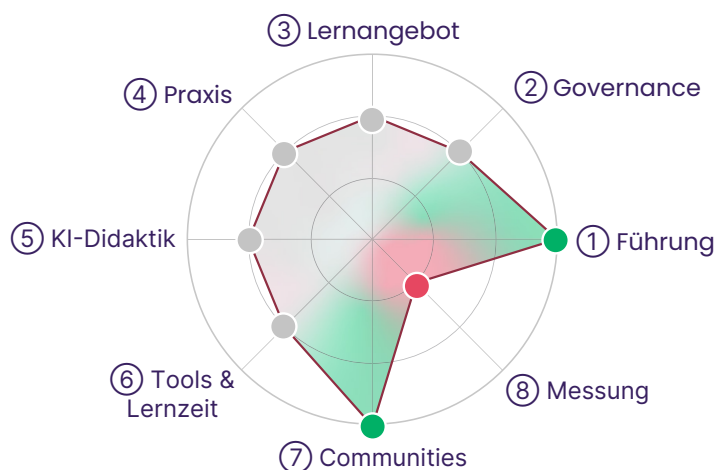 ③ Lernangebot
② Governance
④ Praxis
① Führung
⑤ KI-Didaktik
⑥ Tools &
Lernzeit
⑧ Messung
⑦ Communities